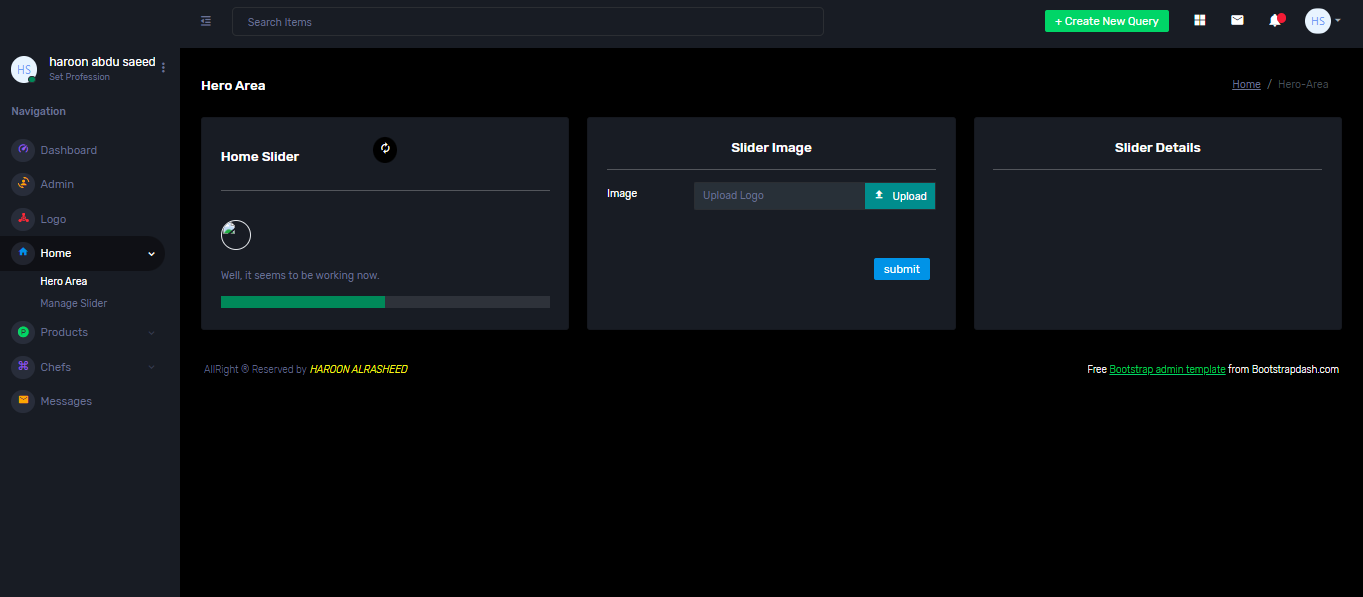 Search Items
+ Create New Query
HS
HS
haroon abdu saeed
Set Profession
Navigation
Dashboard
Admin
Logo
Home
Hero Area
Manage Slider
Products
Chefs
Messages
Hero Area
Home / Hero-Area
Home Slider
Well, it seems to be working now.
Slider Image
Image
Upload Logo
Upload
submit
Slider Details
AllRight ® Reserved by HAROON ALRASHEED
Free Bootstrap admin template from Bootstrapdash.com